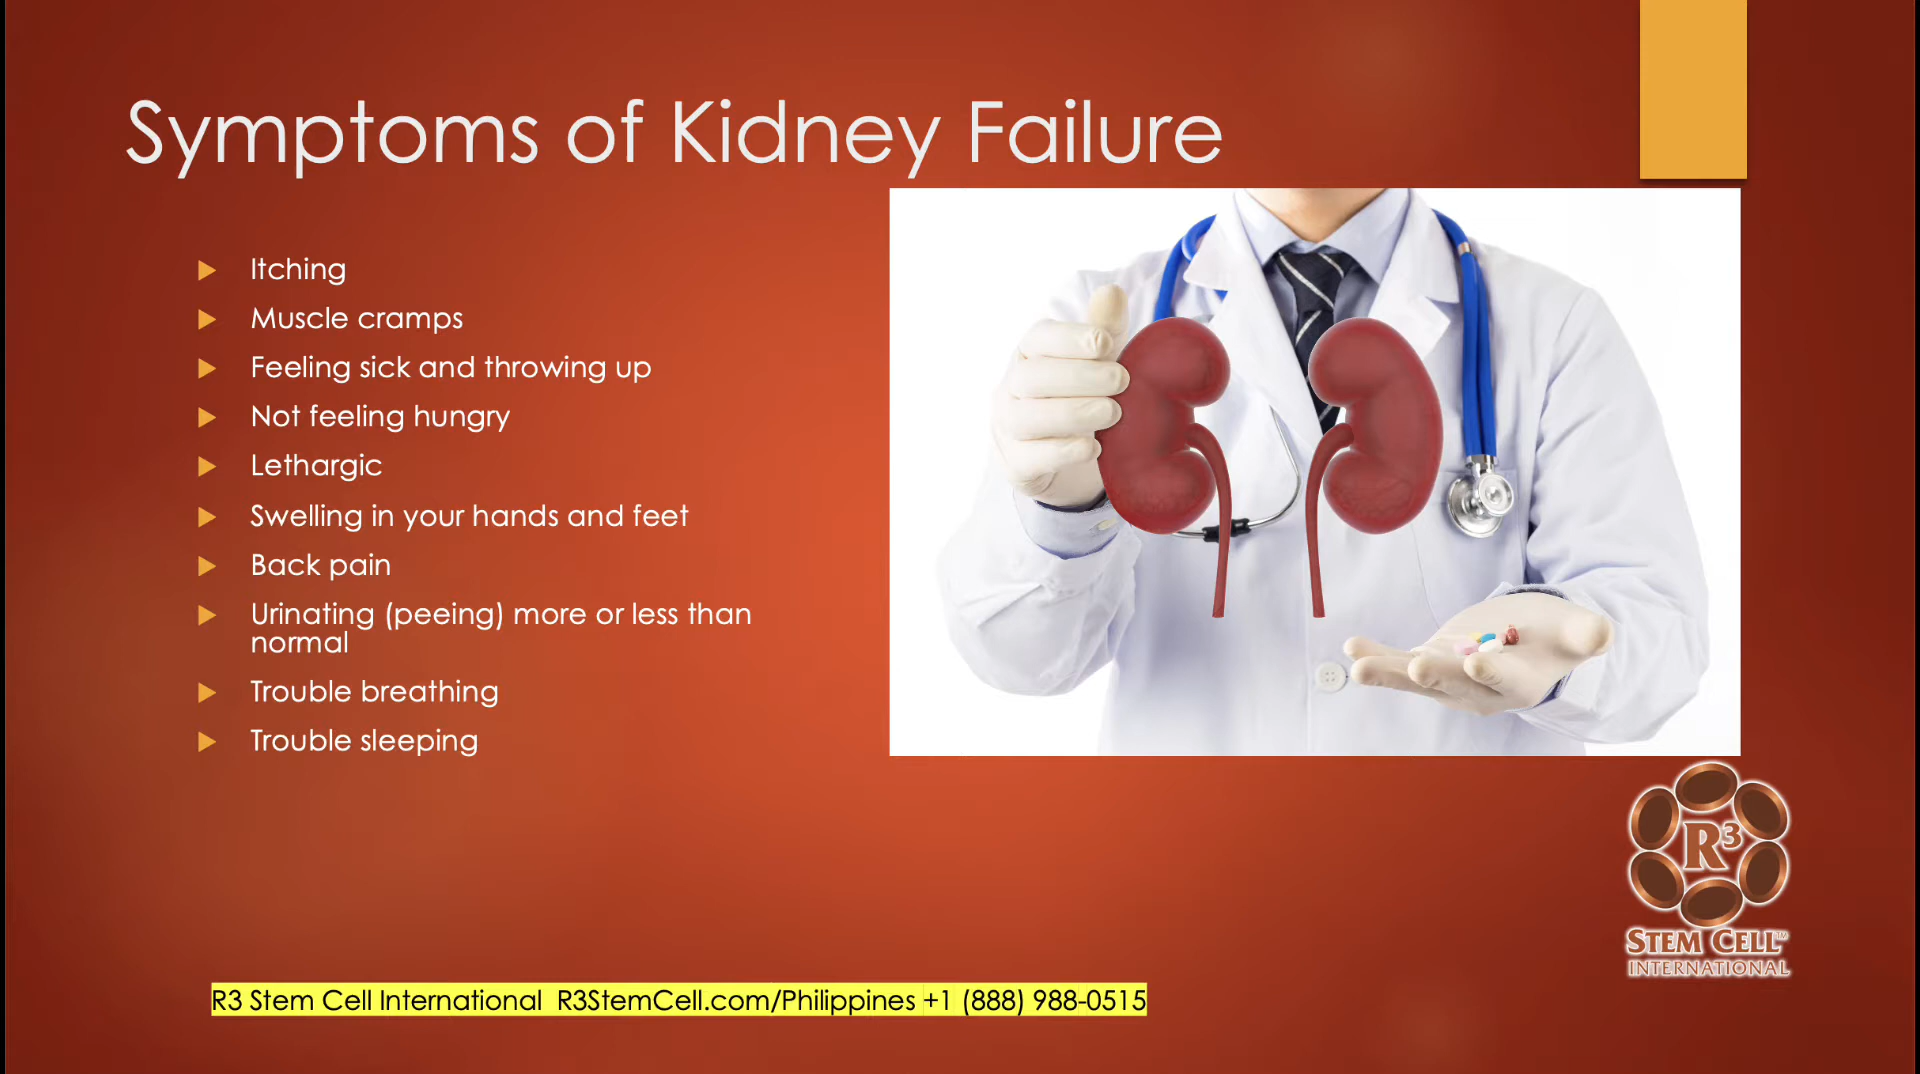 Symptoms of Kidney Failure
Itching
Muscle cramps
Feeling sick and throwing up
Not feeling hungry
Lethargic
Swelling in your hands and feet
Back pain
Urinating (peeing) more or less than
normal
Trouble breathing
Trouble sleeping
R3
STEM CELL™
INTERNATIONAL
R3 Stem Cell International  R3StemCell.com/Philippines +1 (888) 988-0515